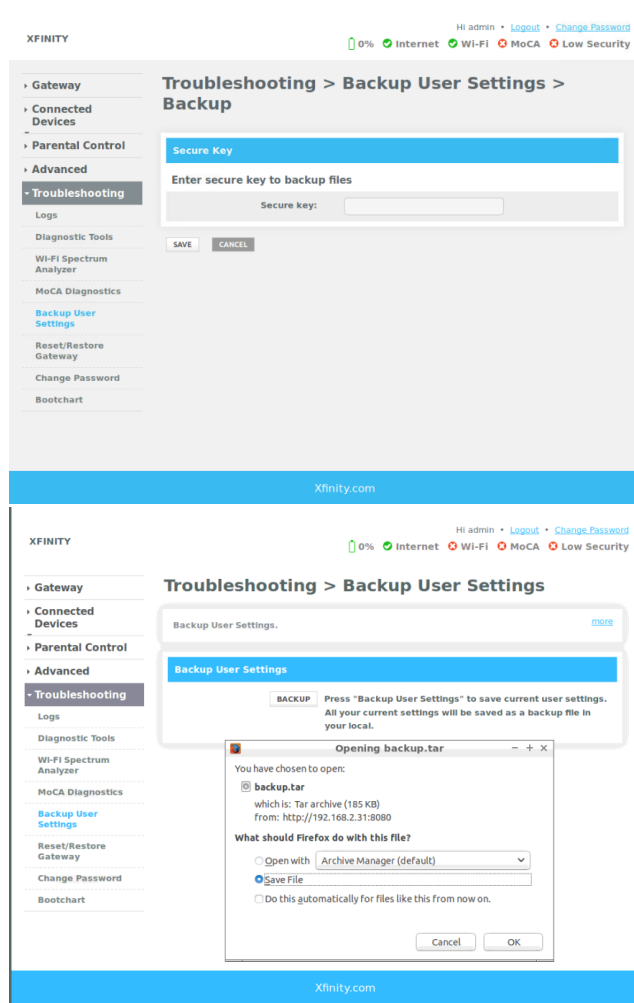 Hi admin • Logout • Change Password
XFINITY
0% Internet Wi-Fi MoCA Low Security
Gateway
Connected
Devices
Parental Control
Advanced
Troubleshooting
Logs
Diagnostic Tools
Wi-Fi Spectrum
Analyzer
MoCA Diagnostics
Backup User
Settings
Reset/Restore
Gateway
Change Password
Bootchart
Troubleshooting > Backup User Settings >
Backup
Secure Key
Enter secure key to backup files
Secure key:
SAVE CANCEL
Xfinity.com
Hi admin • Logout • Change Password
XFINITY
0% Internet Wi-Fi MoCA Low Security
Gateway
Connected
Devices
Parental Control
Advanced
Troubleshooting
Logs
Diagnostic Tools
Wi-Fi Spectrum
Analyzer
MoCA Diagnostics
Backup User
Settings
Reset/Restore
Gateway
Change Password
Bootchart
Troubleshooting > Backup User Settings
Backup User Settings.
more
Backup User Settings
BACKUP Press "Backup User Settings" to save current user settings.
All your current settings will be saved as a backup file in
your local.
Opening backup.tar
You have chosen to open:
backup.tar
which is: Tar archive (185 KB)
from: http://192.168.2.31:8080
What should Firefox do with this file?
Open with Archive Manager (default)
Save File
Do this automatically for files like this from now on.
Cancel OK
Xfinity.com